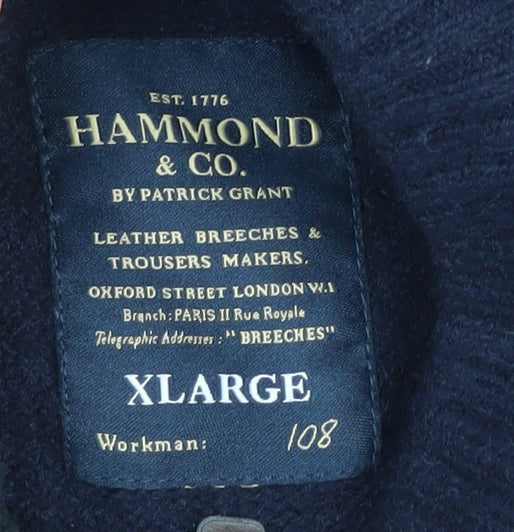 EST. 1776
HAMMOND
& CO.
BY PATRICK GRANT
LEATHER BREECHES &
TROUSERS MAKERS.
OXFORD STREET LONDON W.1
Branch: PARIS II Rue Royale
Telegraphic Addresses: "BREECHES"
XLARGE
Workman: 108